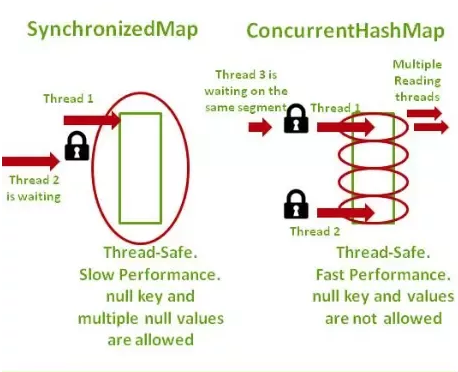 SynchronizedMap
Thread 1
Thread 2
is waiting
Thread-Safe.
Slow Performance.
null key and
multiple null values
are allowed
ConcurrentHashMap
Thread 3 is
waiting on the
same segment
Thread 1
Multiple
Reading
threads
Thread 2
Thread-Safe.
Fast Performance.
null key and values
are not allowed